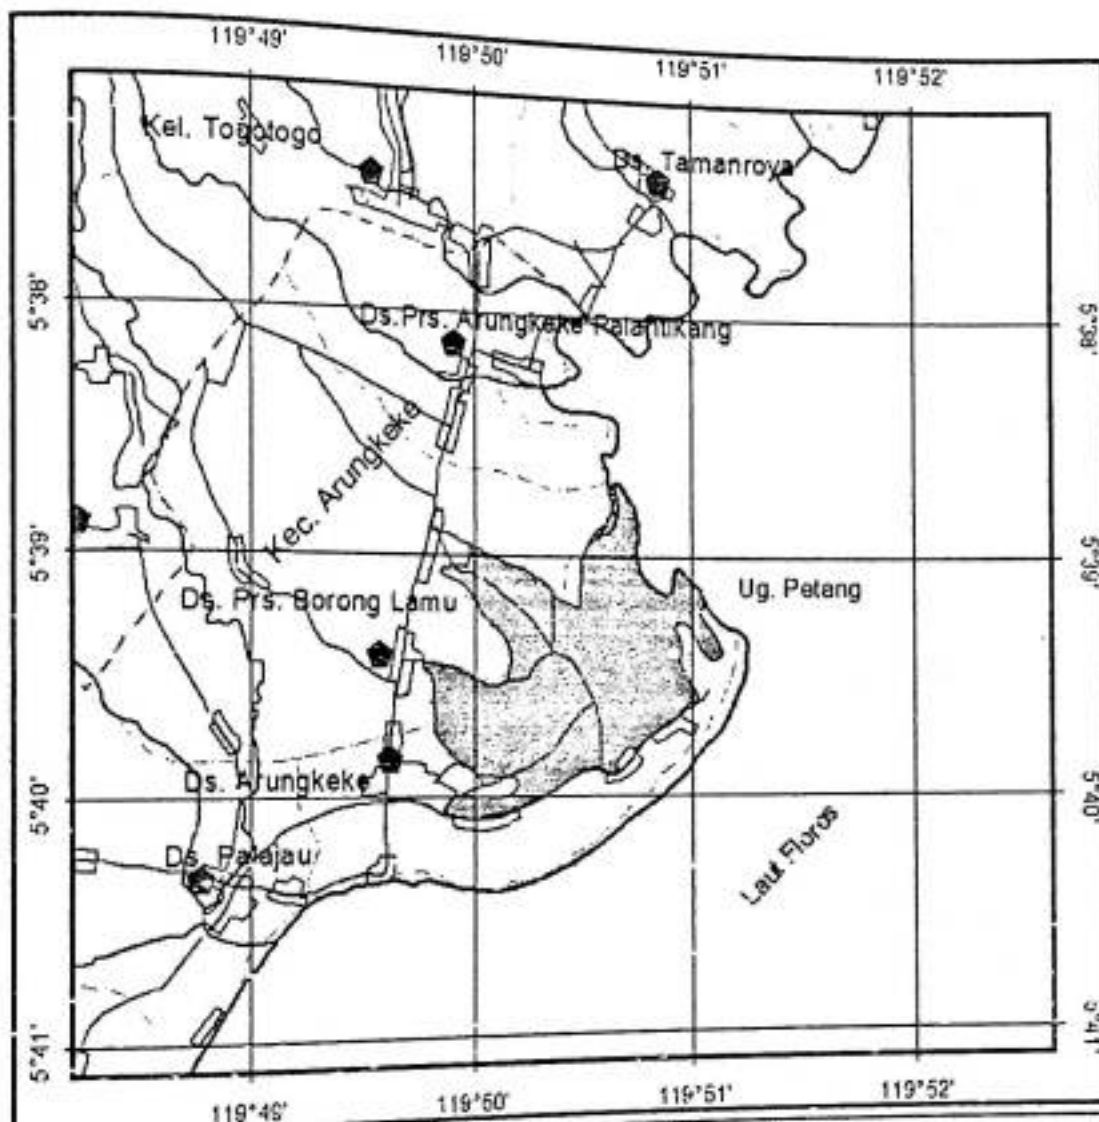 119°49'
119°50'
119°51'
119°52'
Kel. Togotogo
Ds. Tamanroya
5°38'
Ds.Prs. Arungkeke Palantikang
5°38'
Kec. Arungkeke
5°39'
5°39'
Ug. Petang
Ds. Prs. Borong Lamu
Ds. Arungkeke
5°40'
5°40'
Laut Floros
Ds. Palajau
5°41'
5°41'
119°49'
119°50'
119°51'
119°52'